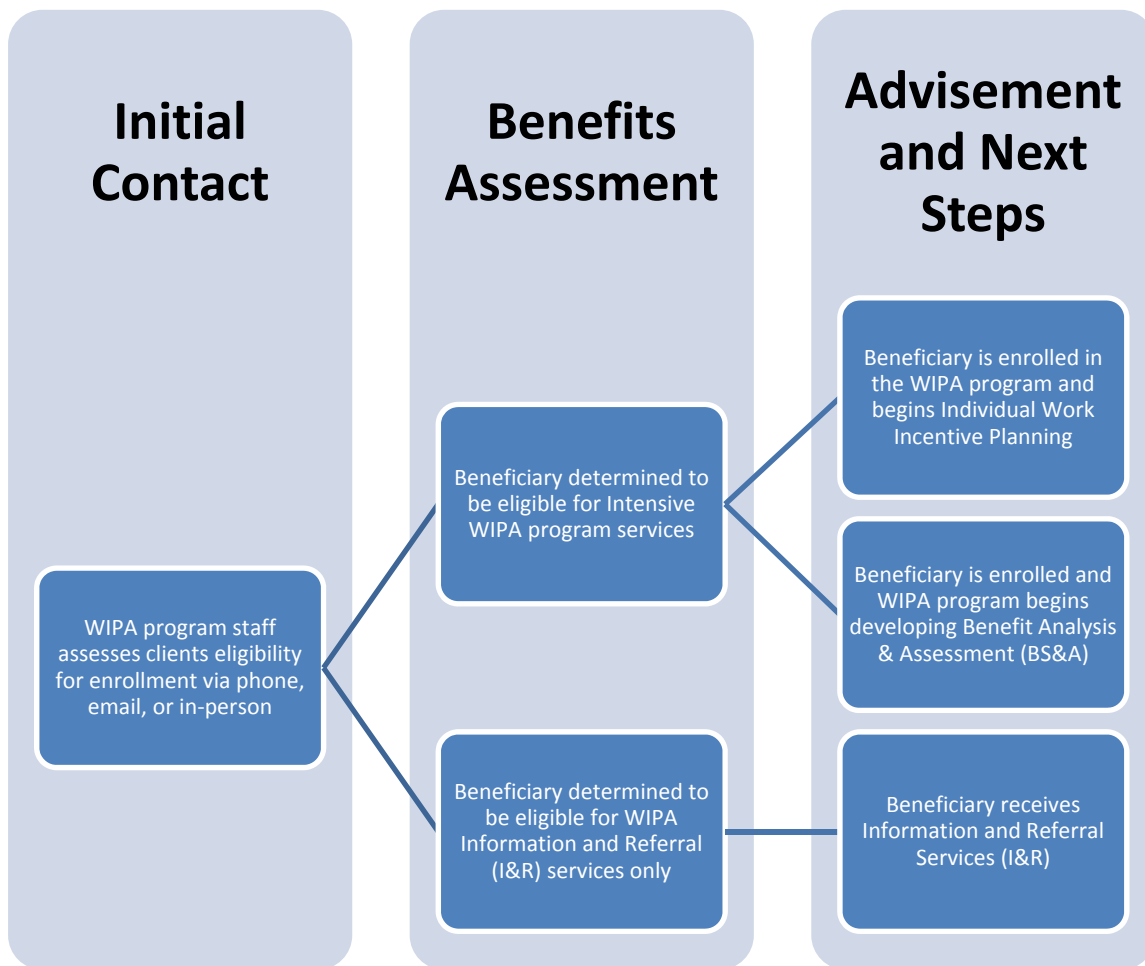 Initial
Contact
WIPA program staff
assesses clients eligibility
for enrollment via phone,
email, or in-person
Benefits
Assessment
Beneficiary determined to
be eligible for Intensive
WIPA program services
Beneficiary determined to
be eligible for WIPA
Information and Referral
(I&R) services only
Advisement
and Next
Steps
Beneficiary is enrolled in
the WIPA program and
begins Individual Work
Incentive Planning
Beneficiary is enrolled and
WIPA program begins
developing Benefit Analysis
& Assessment (BS&A)
Beneficiary receives
Information and Referral
Services (I&R)